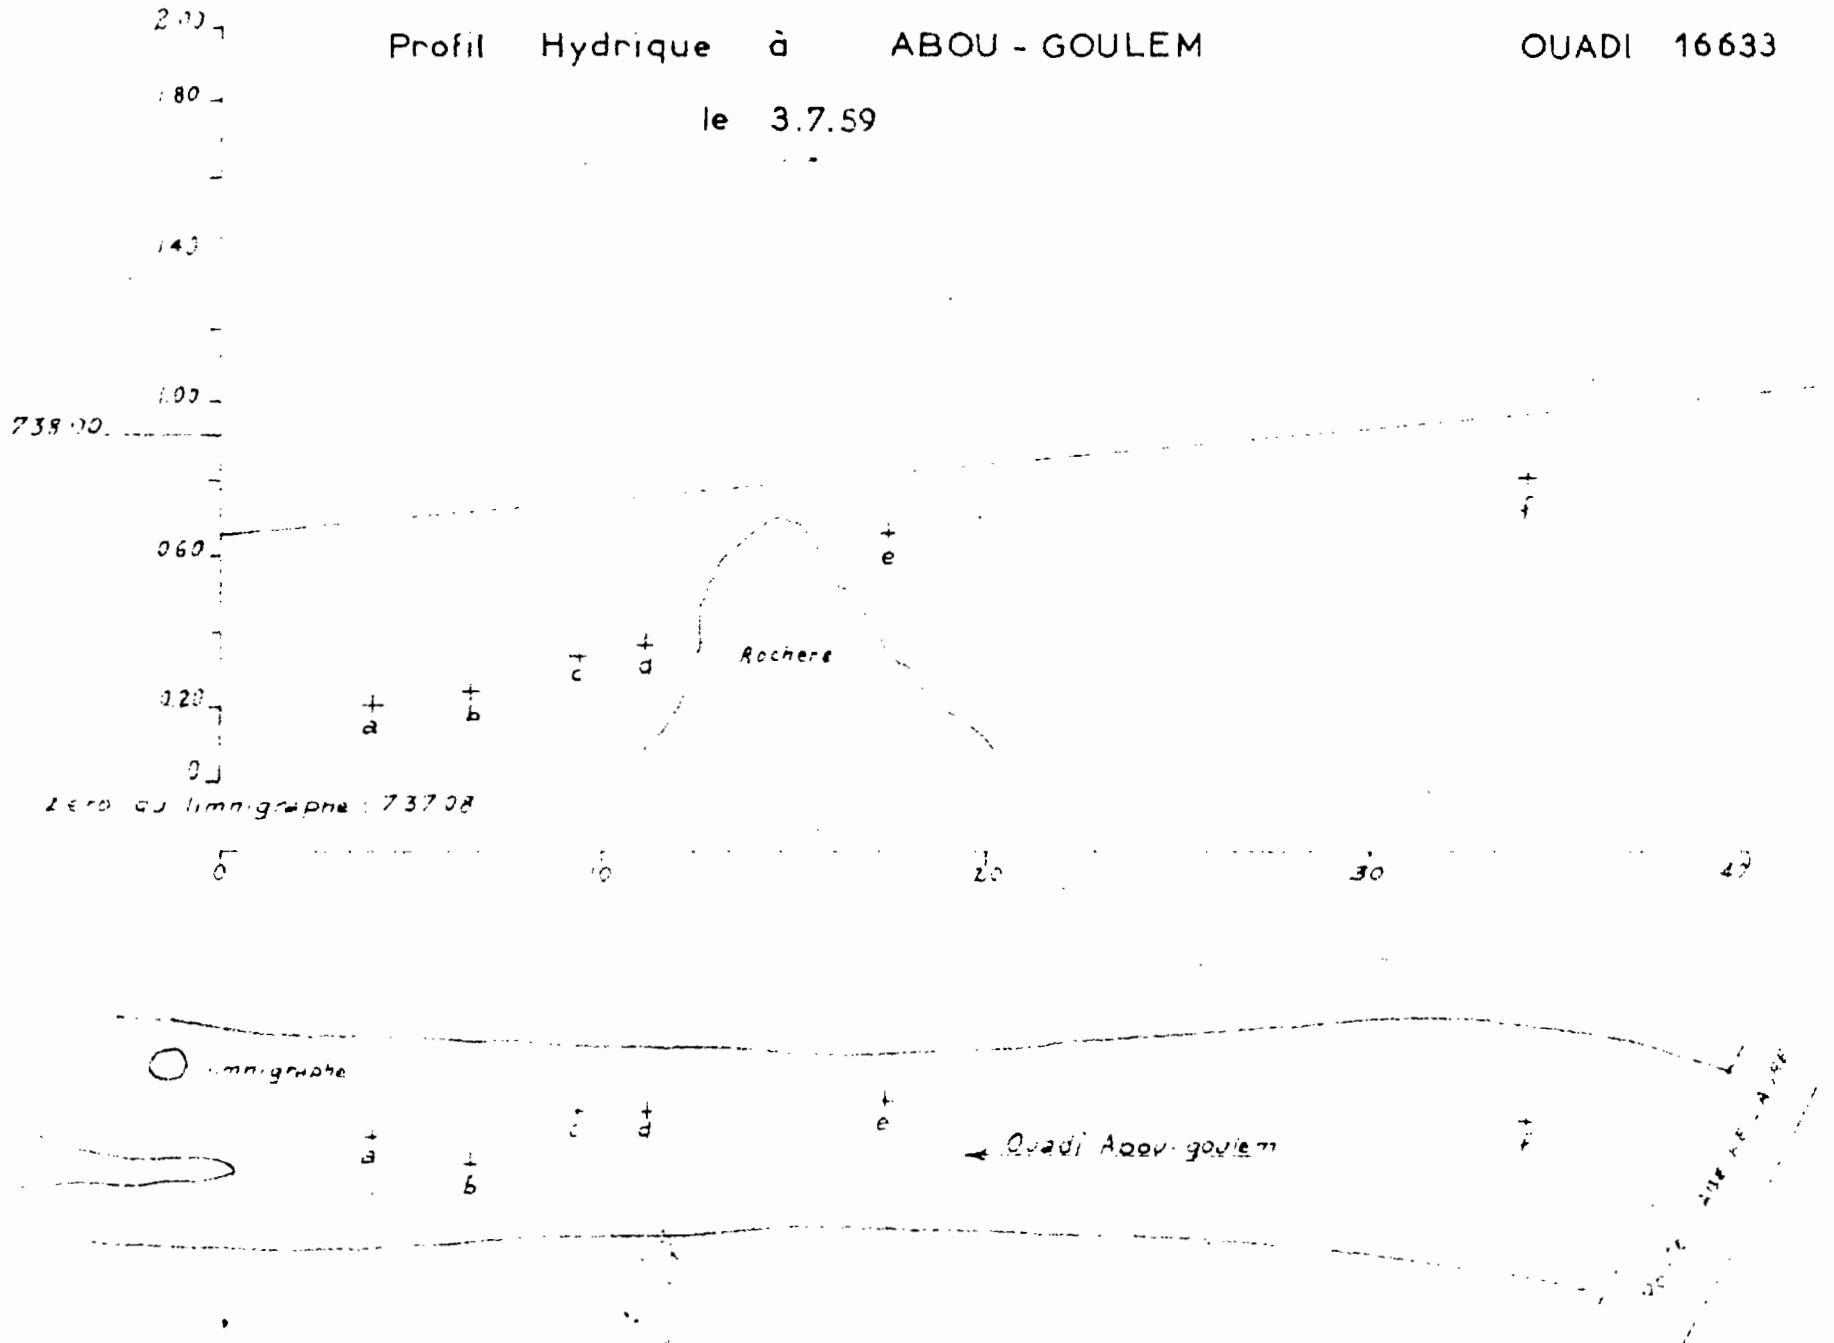 Profil Hydrique à ABOU - GOULEM OUADI 16633
le 3.7.59
2.00
1.80
1.40
1.00
738.00
0.60
0.20
0
a
b
c
d
e
f
Rochers
Zero du limnigraphe : 737.08
0 10 20 30 40
limnigraphe
a
b
c
d
e
f
Ouadi Abou-goulem